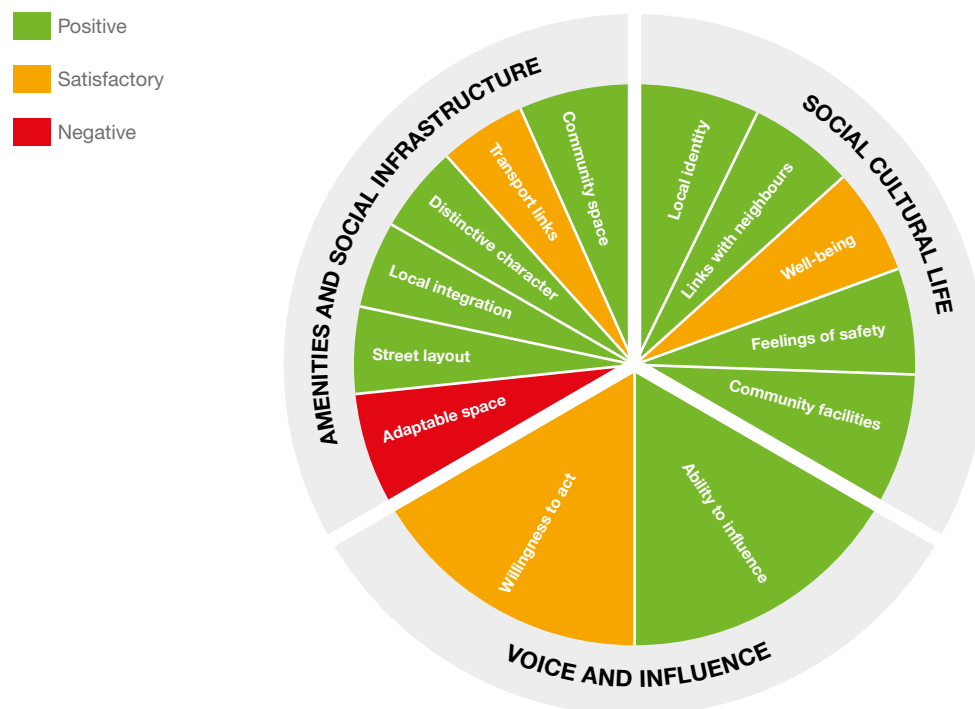 Positive
Satisfactory
Negative
AMENITIES AND SOCIAL INFRASTRUCTURE
Community space
Transport links
Distinctive character
Local integration
Street layout
Adaptable space
SOCIAL CULTURAL LIFE
Local identity
Links with neighbours
Well-being
Feelings of safety
Community facilities
VOICE AND INFLUENCE
Willingness to act
Ability to influence